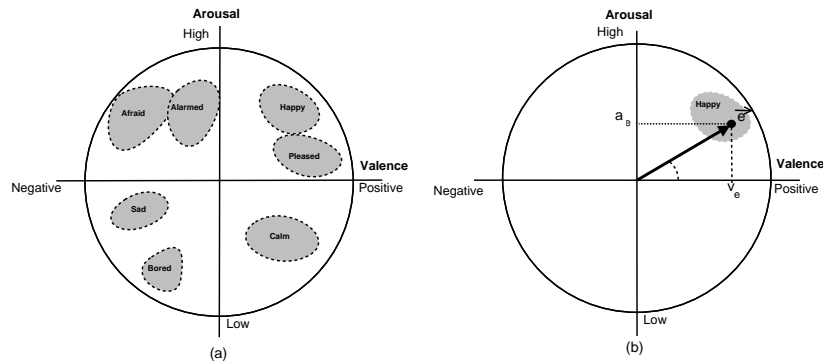 Arousal
High
Afraid
Alarmed
Happy
Pleased
Valence
Negative
Positive
Sad
Calm
Bored
Low
(a)
Arousal
High
Happy
e
a e
Valence
Negative
Positive
v e
Low
(b)